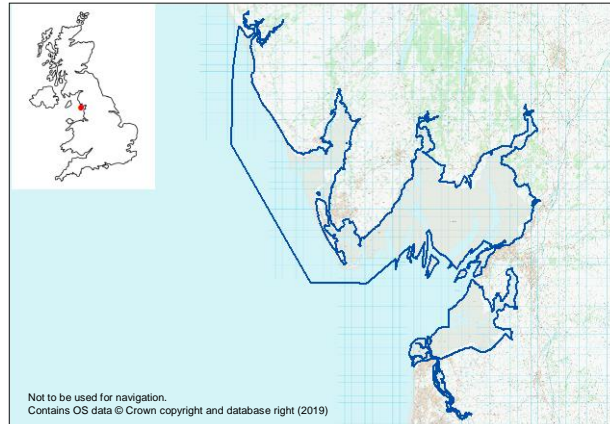 Not to be used for navigation.
Contains OS data © Crown copyright and database right (2019)